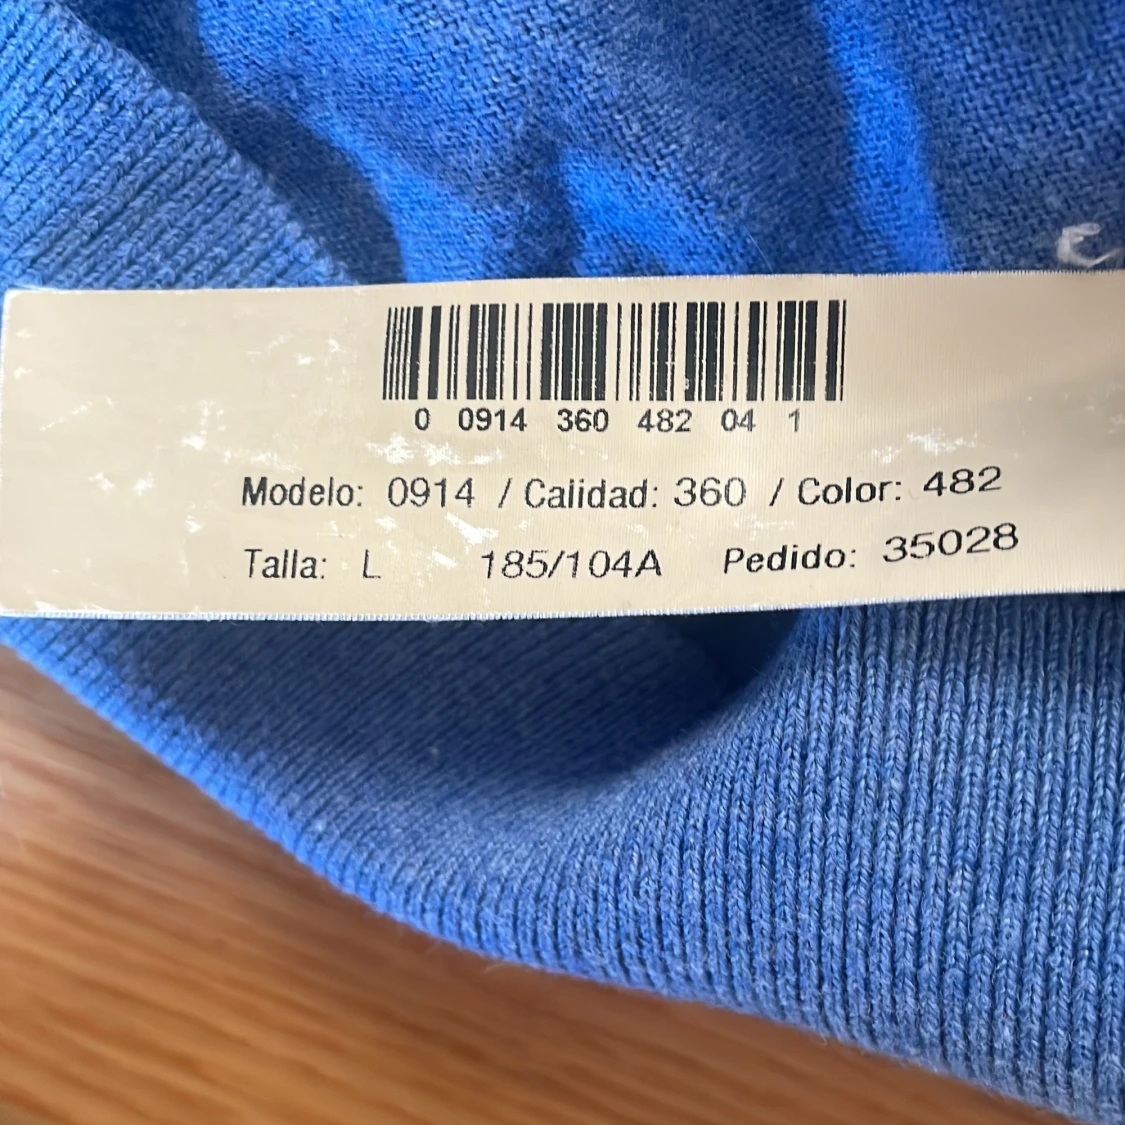 0 0914 360 482 04 1
Modelo: 0914 / Calidad: 360 / Color: 482
Talla: L 185/104A Pedido: 35028